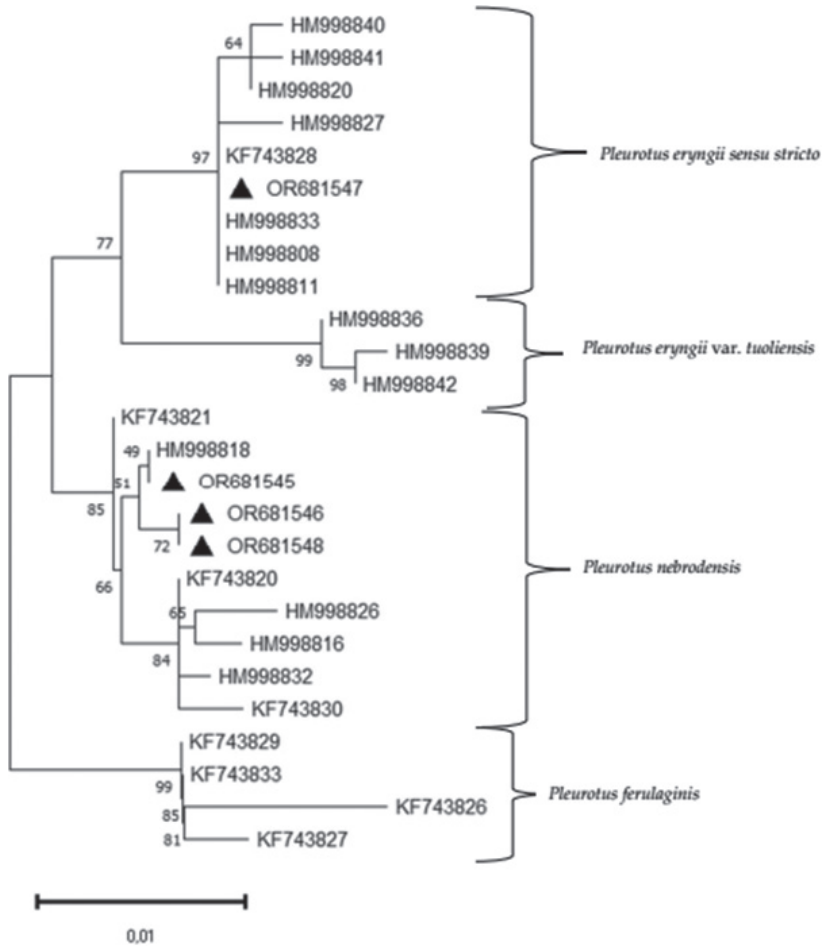 HM998840
64
HM998841
HM998820
HM998827
97
KF743828
Pleurotus eryngii sensu stricto
OR681547
HM998833
77
HM998808
HM998811
HM998836
Pleurotus eryngii var. tuoliensis
HM998839
99
98
HM998842
KF743821
49
HM998818
51
OR681545
85
OR681546
72
OR681548
Pleurotus nebrodensis
66
KF743820
65
HM998826
HM998816
84
HM998832
KF743830
KF743829
KF743833
99
Pleurotus ferulaginis
KF743826
85
81
KF743827
0,01